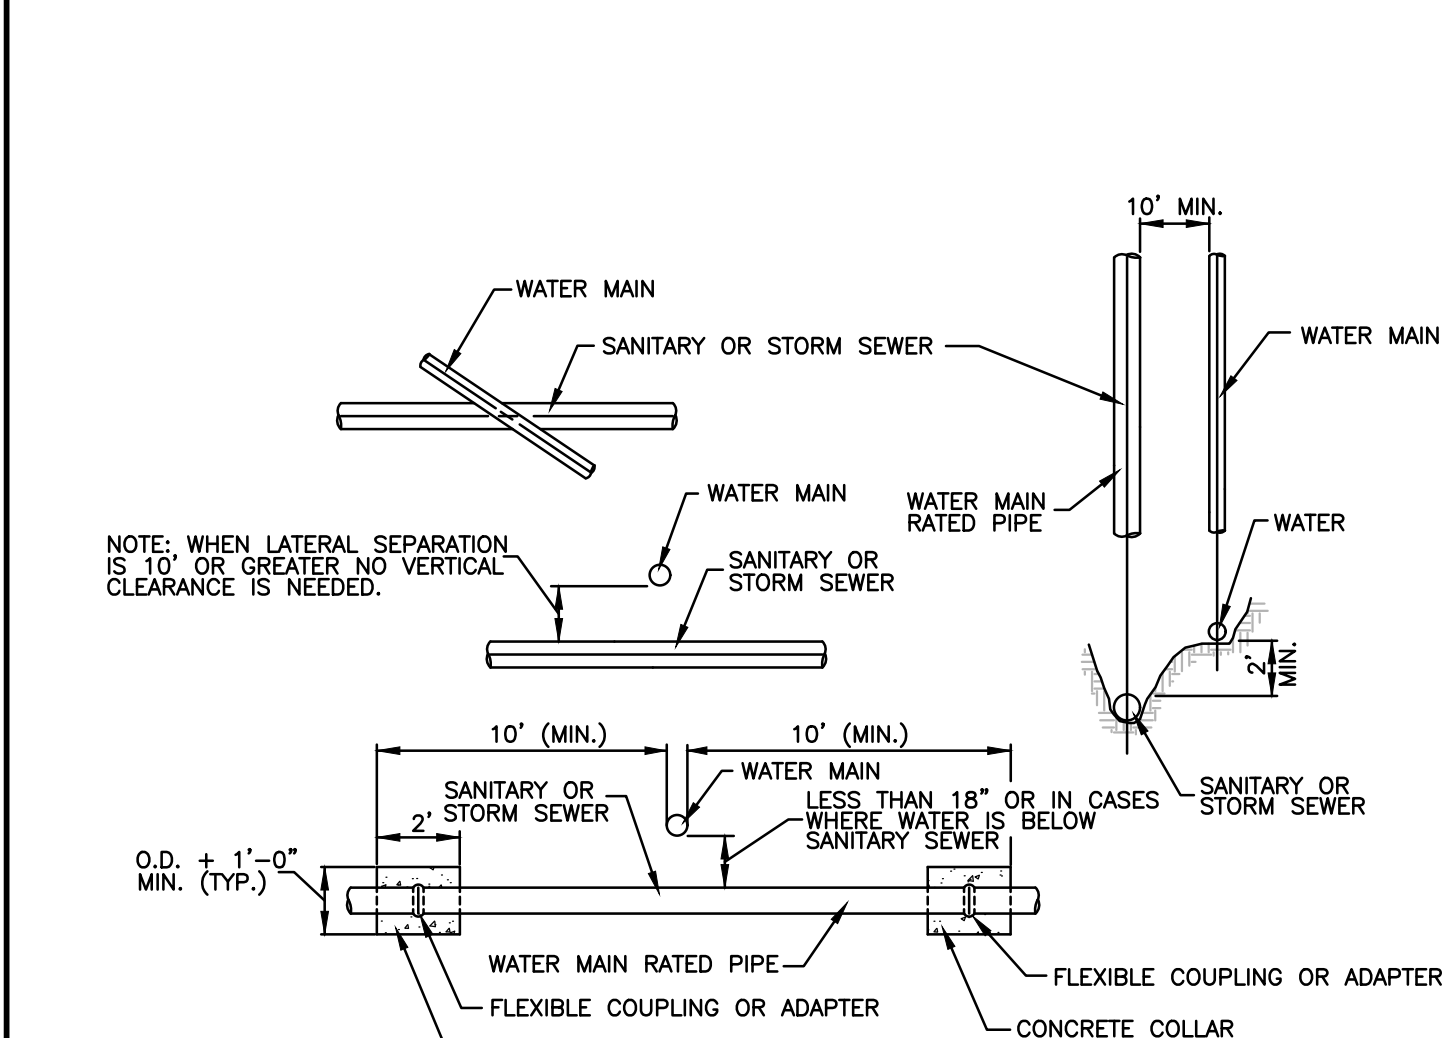 10' MIN.
WATER MAIN
SANITARY OR STORM SEWER
WATER MAIN
WATER MAIN
WATER MAIN
RATED PIPE
WATER
NOTE: WHEN LATERAL SEPARATION
IS 10' OR GREATER NO VERTICAL
CLEARANCE IS NEEDED.
SANITARY OR
STORM SEWER
2'
MIN.
10' (MIN.)
10' (MIN.)
WATER MAIN
SANITARY OR
STORM SEWER
LESS THAN 18" OR IN CASES
WHERE WATER IS BELOW
SANITARY SEWER
SANITARY OR
STORM SEWER
2'
O.D. + 1'-0"
MIN. (TYP.)
WATER MAIN RATED PIPE
FLEXIBLE COUPLING OR ADAPTER
FLEXIBLE COUPLING OR ADAPTER
CONCRETE COLLAR